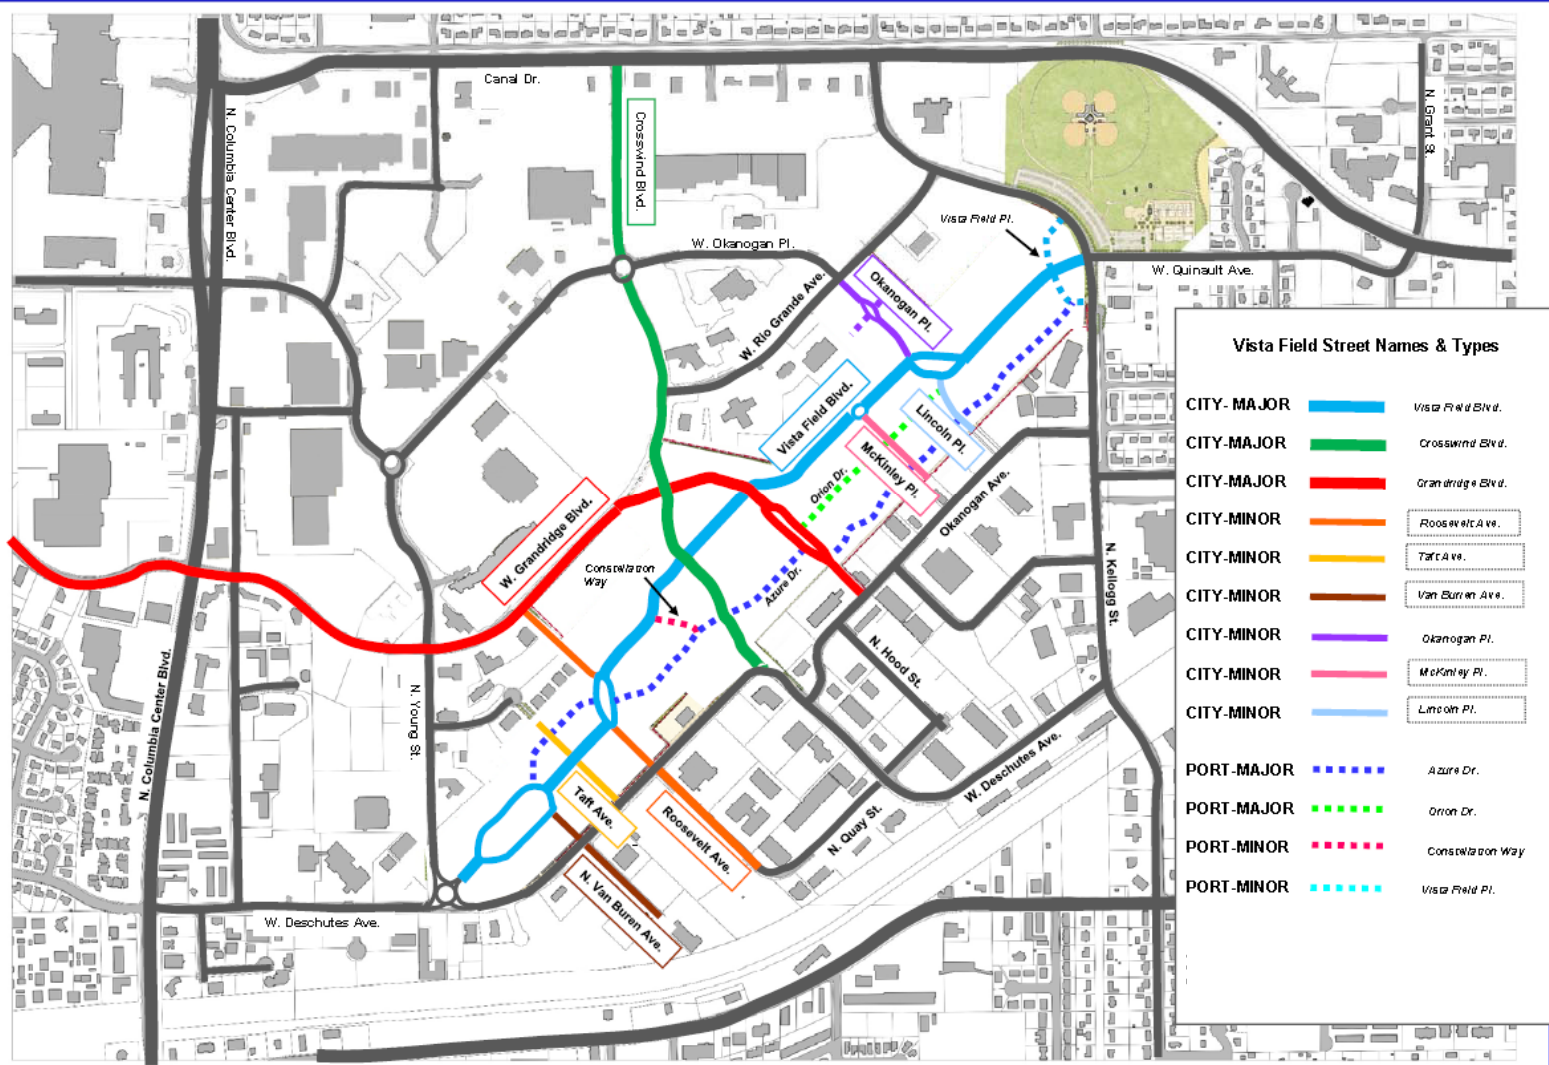 Canal Dr.
N. Columbia Center Blvd.
Crosswind Blvd.
N. Grant St.
Vista Field Pl.
W. Okanogan Pl.
W. Quinault Ave.
Okanogan Pl.
W. Rio Grande Ave.
Vista Field Blvd.
Lincoln Pl.
McKinley Pl.
Orion Dr.
Okanogan Ave.
W. Grandridge Blvd.
Constellation
Way
Azure Dr.
N. Kellogg St.
N. Hood St.
N. Columbia Center Blvd.
N. Young St.
W. Deschutes Ave.
Taft Ave.
Roosevelt Ave.
N. Quay St.
N. Van Buren Ave.
W. Deschutes Ave.
Vista Field Street Names & Types
CITY- MAJOR Vista Field Blvd.
CITY-MAJOR Crosswind Blvd.
CITY-MAJOR Grandridge Blvd.
CITY-MINOR Roosevelt Ave.
CITY-MINOR Taft Ave.
CITY-MINOR Van Burren Ave.
CITY-MINOR Okanogan Pl.
CITY-MINOR McKinley Pl.
CITY-MINOR Lincoln Pl.
PORT-MAJOR Azure Dr.
PORT-MAJOR Orion Dr.
PORT-MINOR Constellation Way
PORT-MINOR Vista Field Pl.